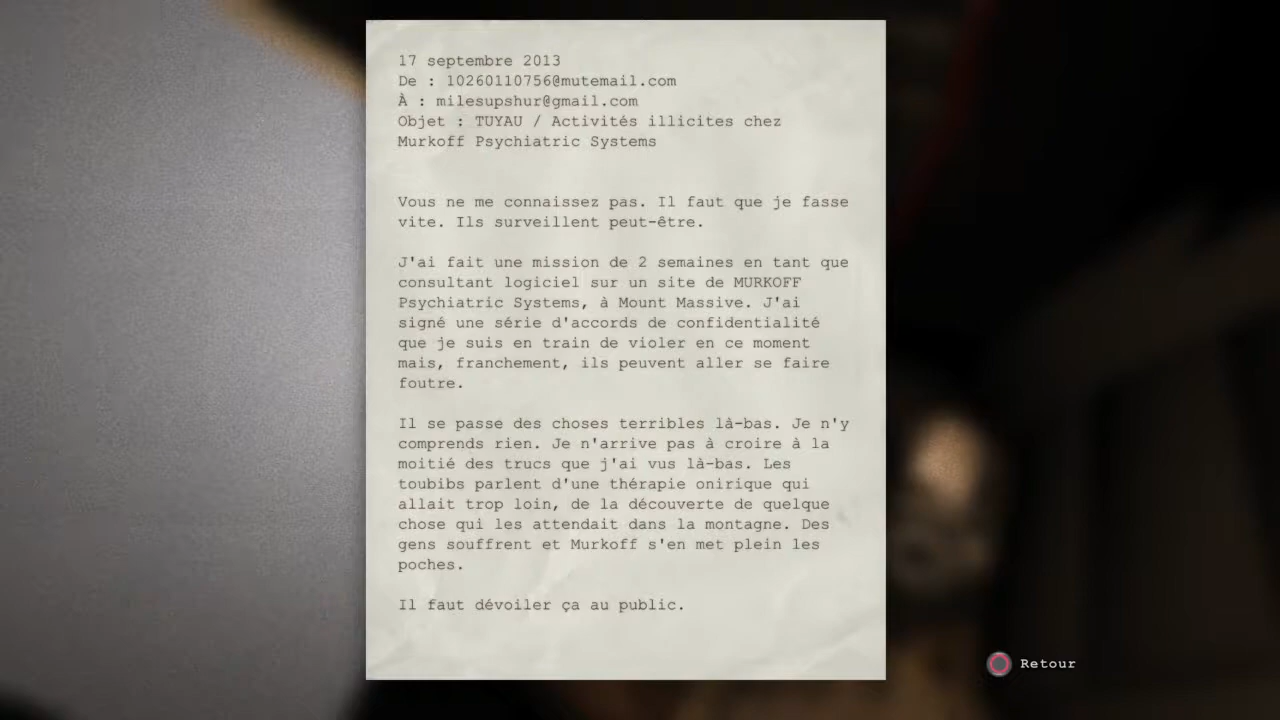 17 septembre 2013
De : 10260110756@mutemail.com
À : milesupshur@gmail.com
Objet : TUYAU / Activités illicites chez
Murkoff Psychiatric Systems
Vous ne me connaissez pas. Il faut que je fasse
vite. Ils surveillent peut-être.
J'ai fait une mission de 2 semaines en tant que
consultant logiciel sur un site de MURKOFF
Psychiatric Systems, à Mount Massive. J'ai
signé une série d'accords de confidentialité
que je suis en train de violer en ce moment
mais, franchement, ils peuvent aller se faire
foutre.
Il se passe des choses terribles là-bas. Je n'y
comprends rien. Je n'arrive pas à croire à la
moitié des trucs que j'ai vus là-bas. Les
toubibs parlent d'une thérapie onirique qui
allait trop loin, de la découverte de quelque
chose qui les attendait dans la montagne. Des
gens souffrent et Murkoff s'en met plein les
poches.
Il faut dévoiler ça au public.
Retour